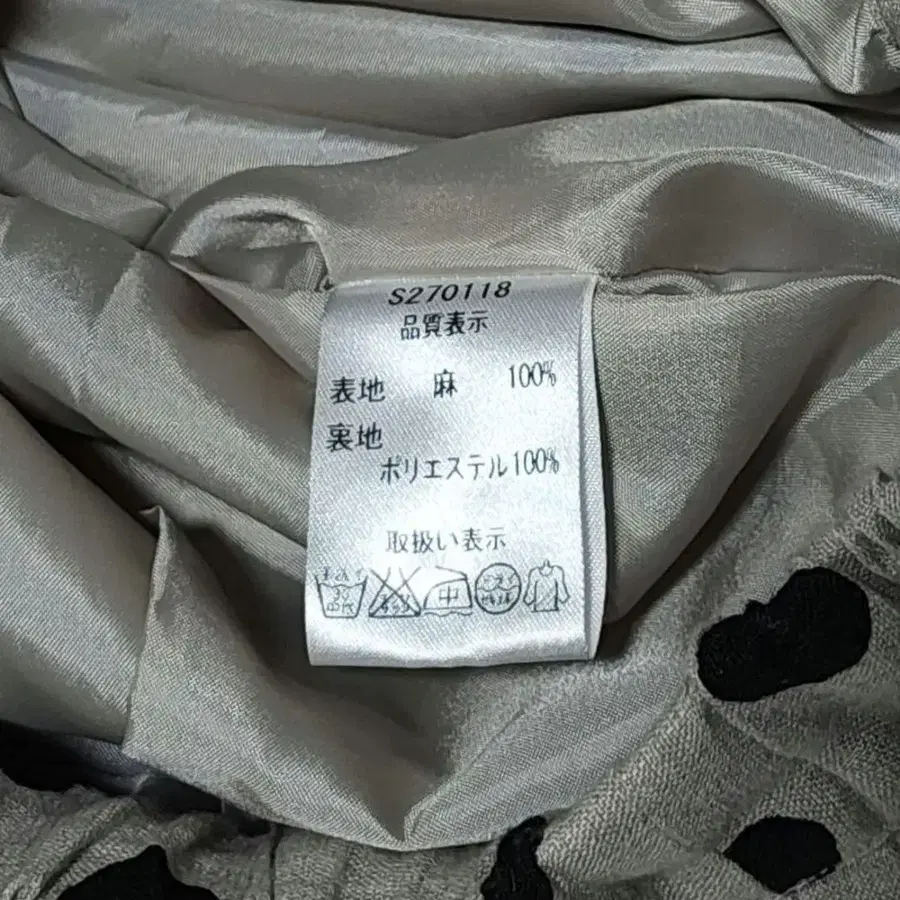 S270118
品質表示
表地 麻 100%
裏地
ポリエステル100%
取扱い表示
中